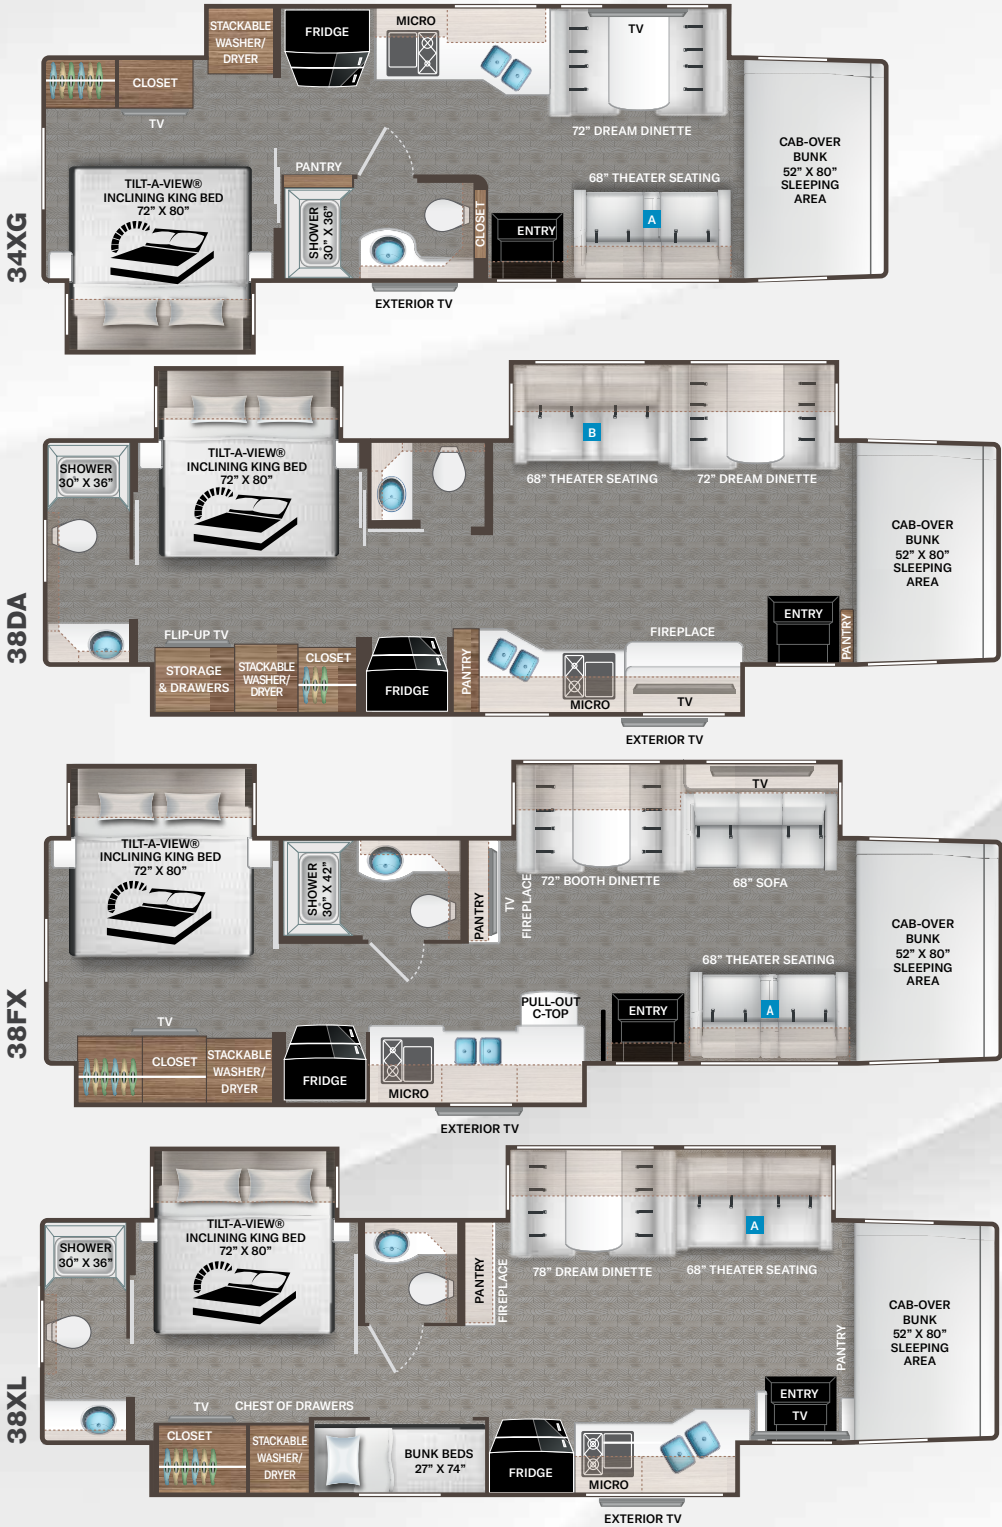 34XG
STACKABLE
WASHER/
DRYER
FRIDGE
MICRO
TV
CLOSET
TV
72" DREAM DINETTE
CAB-OVER
BUNK
52" X 80"
SLEEPING
AREA
PANTRY
68" THEATER SEATING
TILT-A-VIEW®
INCLINING KING BED
72" X 80"
SHOWER
30" X 36"
CLOSET
ENTRY
A
EXTERIOR TV
38DA
SHOWER
30" X 36"
TILT-A-VIEW®
INCLINING KING BED
72" X 80"
B
68" THEATER SEATING
72" DREAM DINETTE
CAB-OVER
BUNK
52" X 80"
SLEEPING
AREA
FLIP-UP TV
STORAGE
& DRAWERS
STACKABLE
WASHER/
DRYER
CLOSET
FRIDGE
PANTRY
MICRO
FIREPLACE
TV
ENTRY
PANTRY
EXTERIOR TV
38FX
TILT-A-VIEW®
INCLINING KING BED
72" X 80"
SHOWER
30" X 42"
PANTRY
TV
FIREPLACE
72" BOOTH DINETTE
TV
68" SOFA
CAB-OVER
BUNK
52" X 80"
SLEEPING
AREA
68" THEATER SEATING
A
TV
CLOSET
STACKABLE
WASHER/
DRYER
FRIDGE
MICRO
PULL-OUT
C-TOP
ENTRY
EXTERIOR TV
38XL
SHOWER
30" X 36"
TILT-A-VIEW®
INCLINING KING BED
72" X 80"
PANTRY
FIREPLACE
78" DREAM DINETTE
A
68" THEATER SEATING
CAB-OVER
BUNK
52" X 80"
SLEEPING
AREA
PANTRY
TV
CHEST OF DRAWERS
CLOSET
STACKABLE
WASHER/
DRYER
BUNK BEDS
27" X 74"
FRIDGE
MICRO
ENTRY
TV
EXTERIOR TV